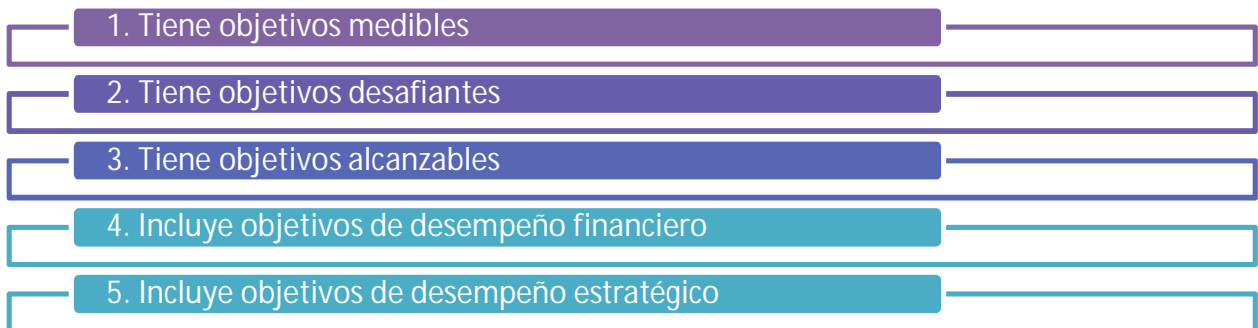 1. Tiene objetivos medibles
2. Tiene objetivos desafiantes
3. Tiene objetivos alcanzables
4. Incluye objetivos de desempeño financiero
5. Incluye objetivos de desempeño estratégico